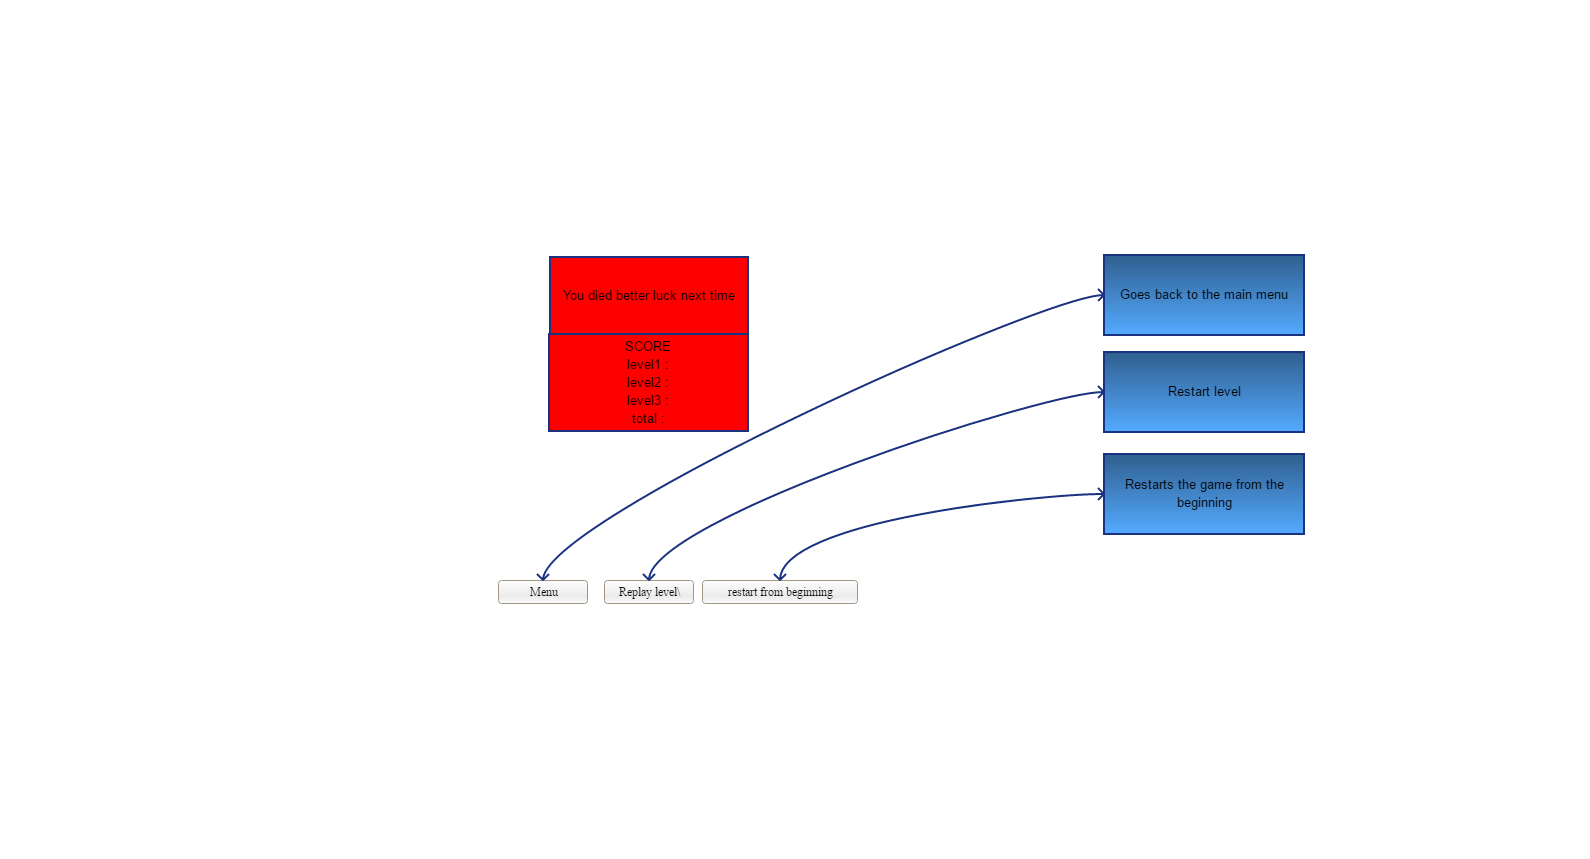 You died better luck next time
SCORE
level1 :
level2 :
level3 :
total :
Goes back to the main menu
Restart level
Restarts the game from the
beginning
Menu
Replay level\
restart from beginning